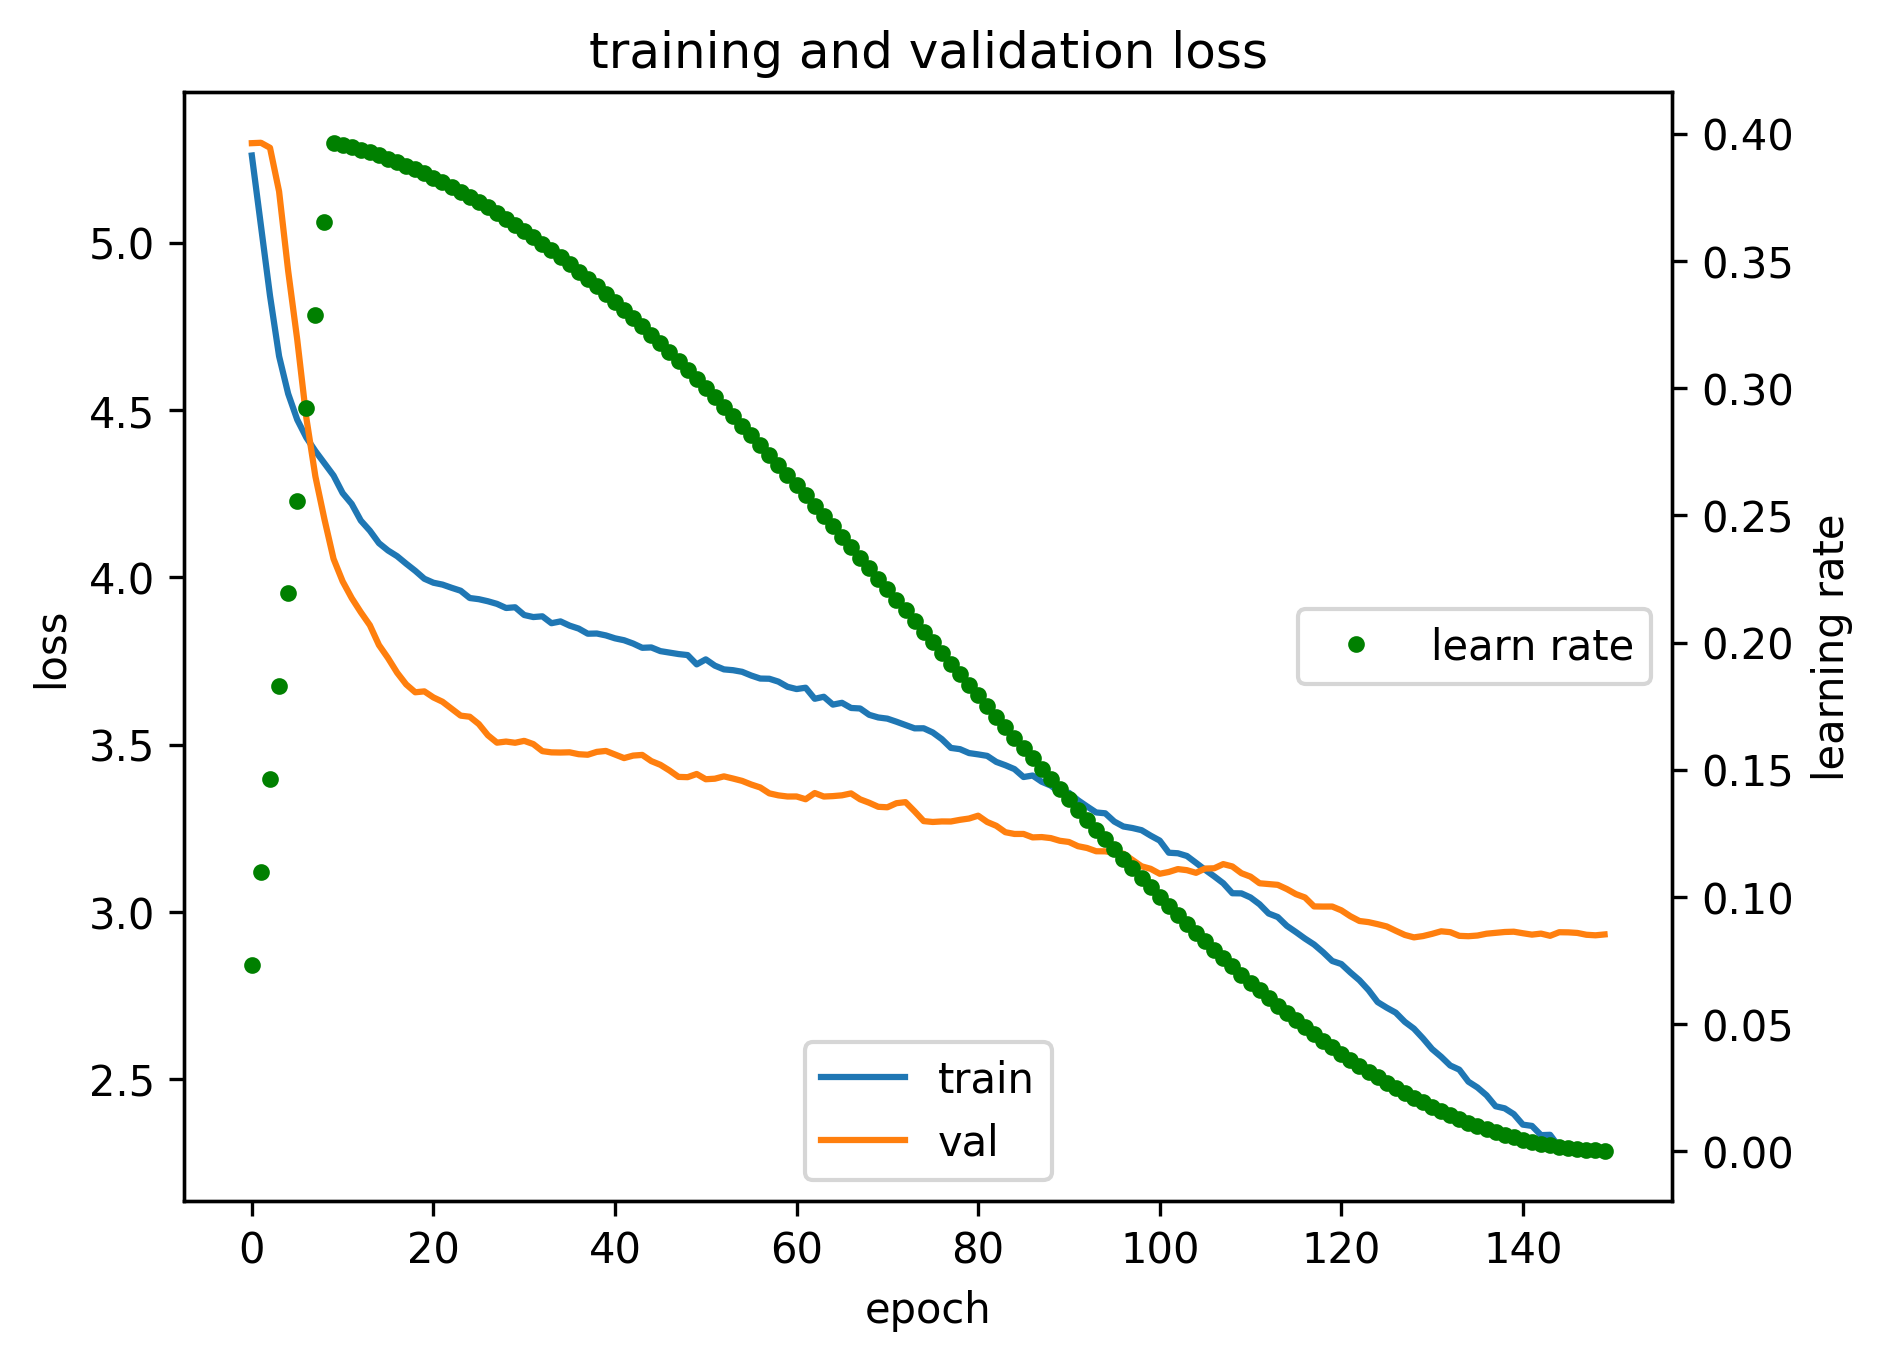 training and validation loss
loss
5.0
4.5
4.0
3.5
3.0
2.5
0.40
0.35
0.30
0.25
0.20
0.15
0.10
0.05
0.00
learning rate
learn rate
train
val
0 20 40 60 80 100 120 140
epoch